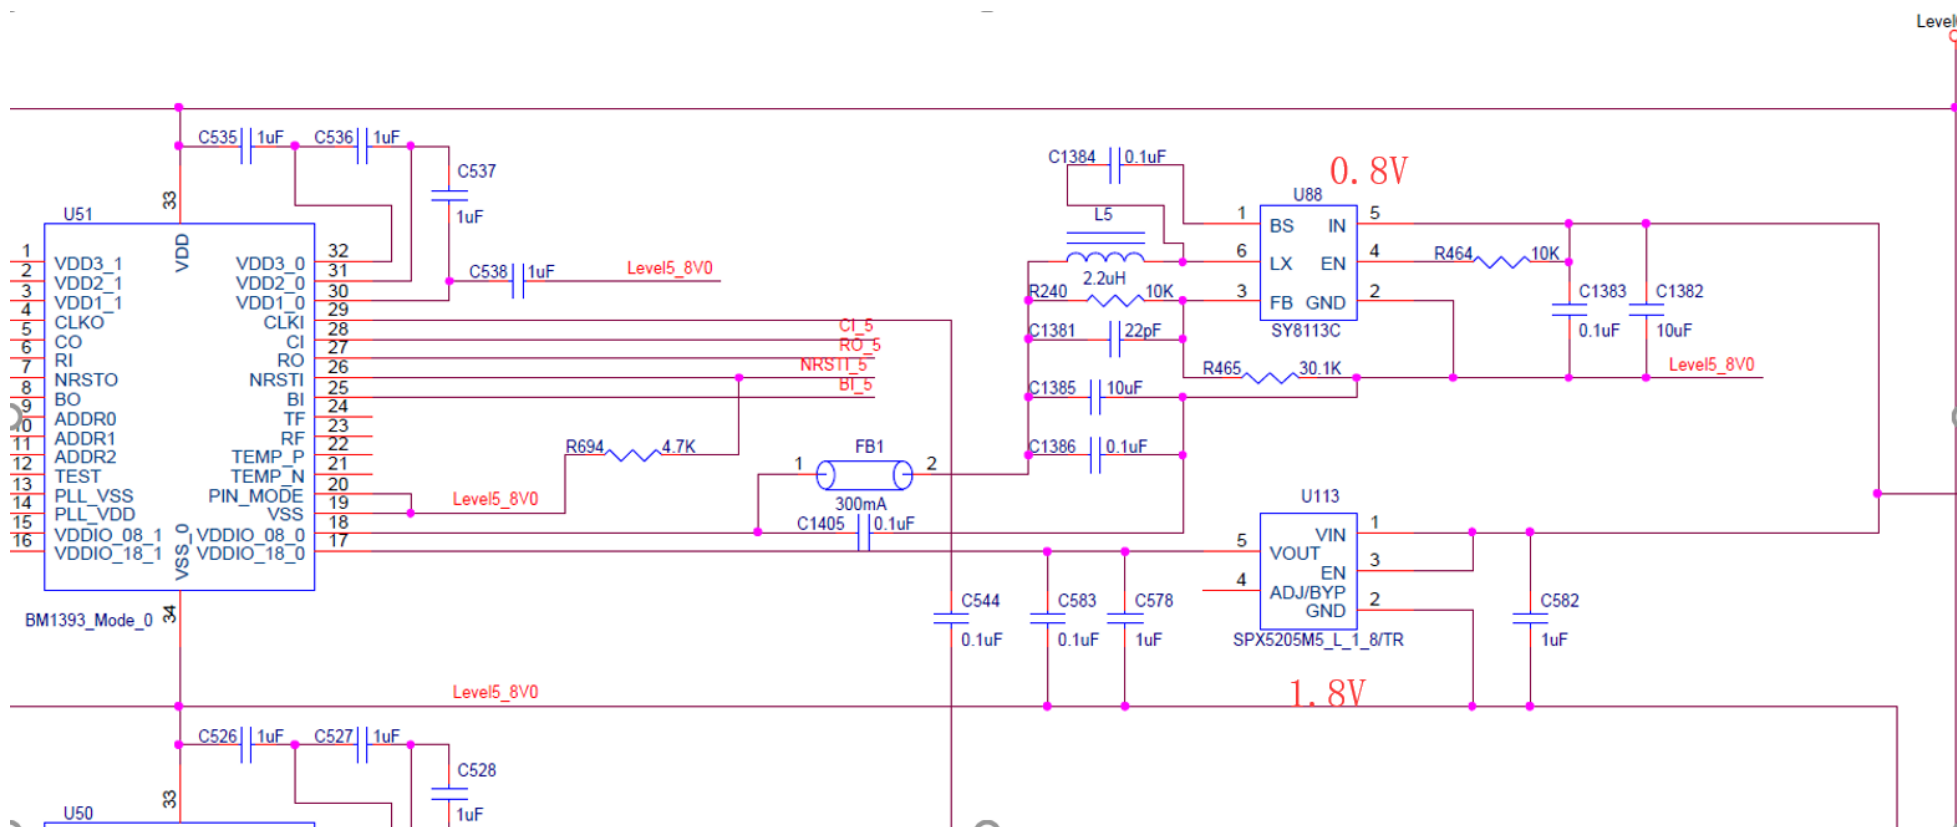 Level
C535 1uF C536 1uF
C537
1uF
33
U51
VDD
1 VDD3_1 VDD3_0 32
2 VDD2_1 VDD2_0 31
3 VDD1_1 VDD1_0 30
4 CLKO CLKI 29
5 CO CI 28
6 RI RO 27
7 NRSTO NRSTI 26
8 BO BI 25
9 ADDR0 TF 24
10 ADDR1 RF 23
11 ADDR2 TEMP_P 22
12 TEST TEMP_N 21
13 PLL_VSS PIN_MODE 20
14 PLL_VDD VSS 19
15 VDDIO_08_1 VDDIO_08_0 18
16 VDDIO_18_1 VDDIO_18_0 17
VSS_0
BM1393_Mode_0
34
C538 1uF Level5_8V0
CI_5
RO_5
NRSTI_5
BI_5
R694 4.7K
Level5_8V0
FB1
1 2
300mA
C1405 0.1uF
C1384 0.1uF
L5
2.2uH
R240 10K
C1381 22pF
R465 30.1K
C1385 10uF
C1386 0.1uF
0.8V
U88
1 BS IN 5
6 LX EN 4
3 FB GND 2
SY8113C
R464 10K
C1383
0.1uF
C1382
10uF
Level5_8V0
U113
VIN 1
5 VOUT
EN 3
4 ADJ/BYP
GND 2
SPX5205M5_L_1_8/TR
C544
0.1uF
C583
0.1uF
C578
1uF
C582
1uF
1.8V
Level5_8V0
C526 1uF C527 1uF
C528
1uF
33
U50